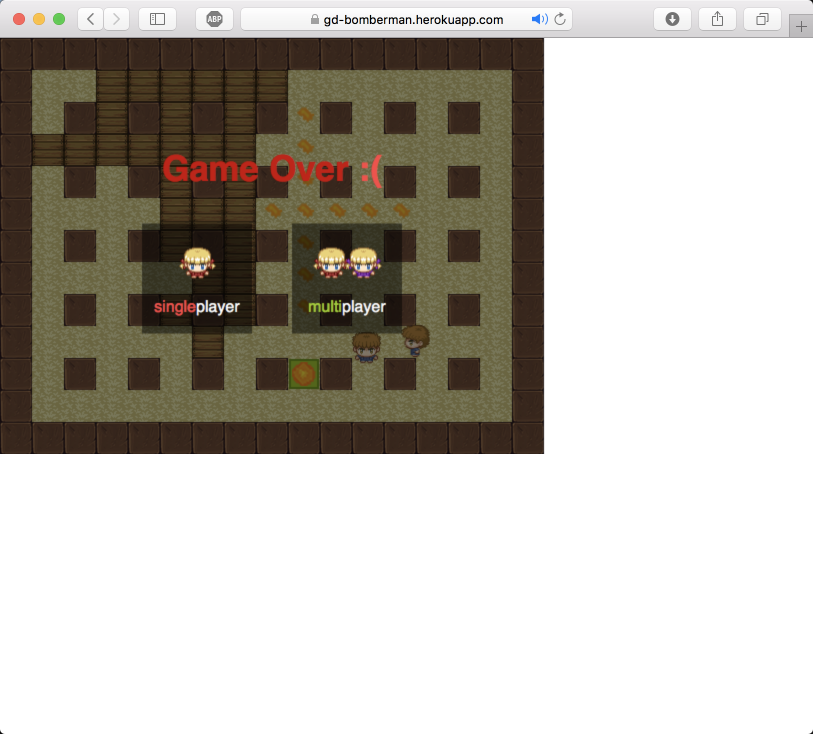 ABP
gd-bomberman.herokuapp.com
Game Over :(
singleplayer
multiplayer